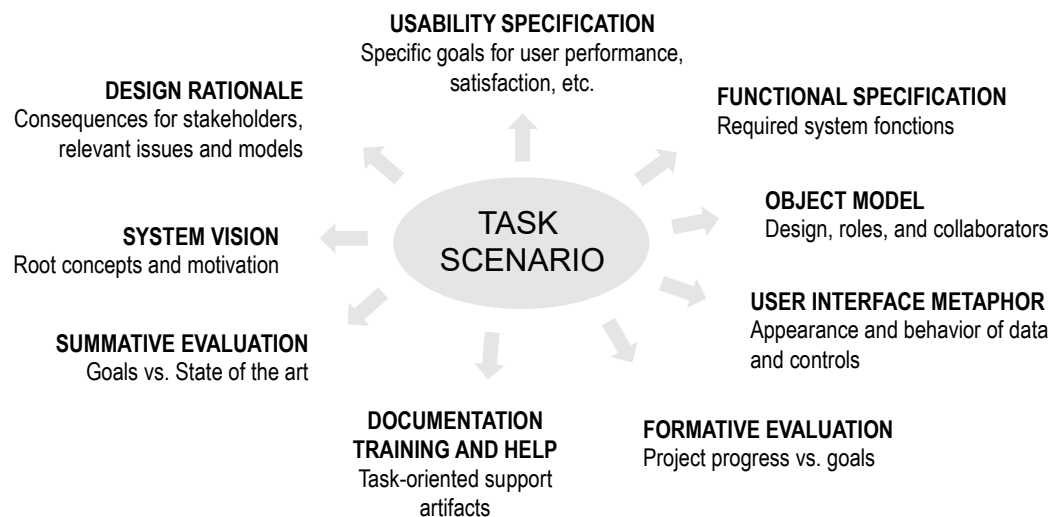 USABILITY SPECIFICATION
Specific goals for user performance,
satisfaction, etc.
DESIGN RATIONALE
Consequences for stakeholders,
relevant issues and models
FUNCTIONAL SPECIFICATION
Required system fonctions
TASK
SCENARIO
OBJECT MODEL
Design, roles, and collaborators
SYSTEM VISION
Root concepts and motivation
USER INTERFACE METAPHOR
Appearance and behavior of data
and controls
SUMMATIVE EVALUATION
Goals vs. State of the art
DOCUMENTATION
TRAINING AND HELP
Task-oriented support
artifacts
FORMATIVE EVALUATION
Project progress vs. goals